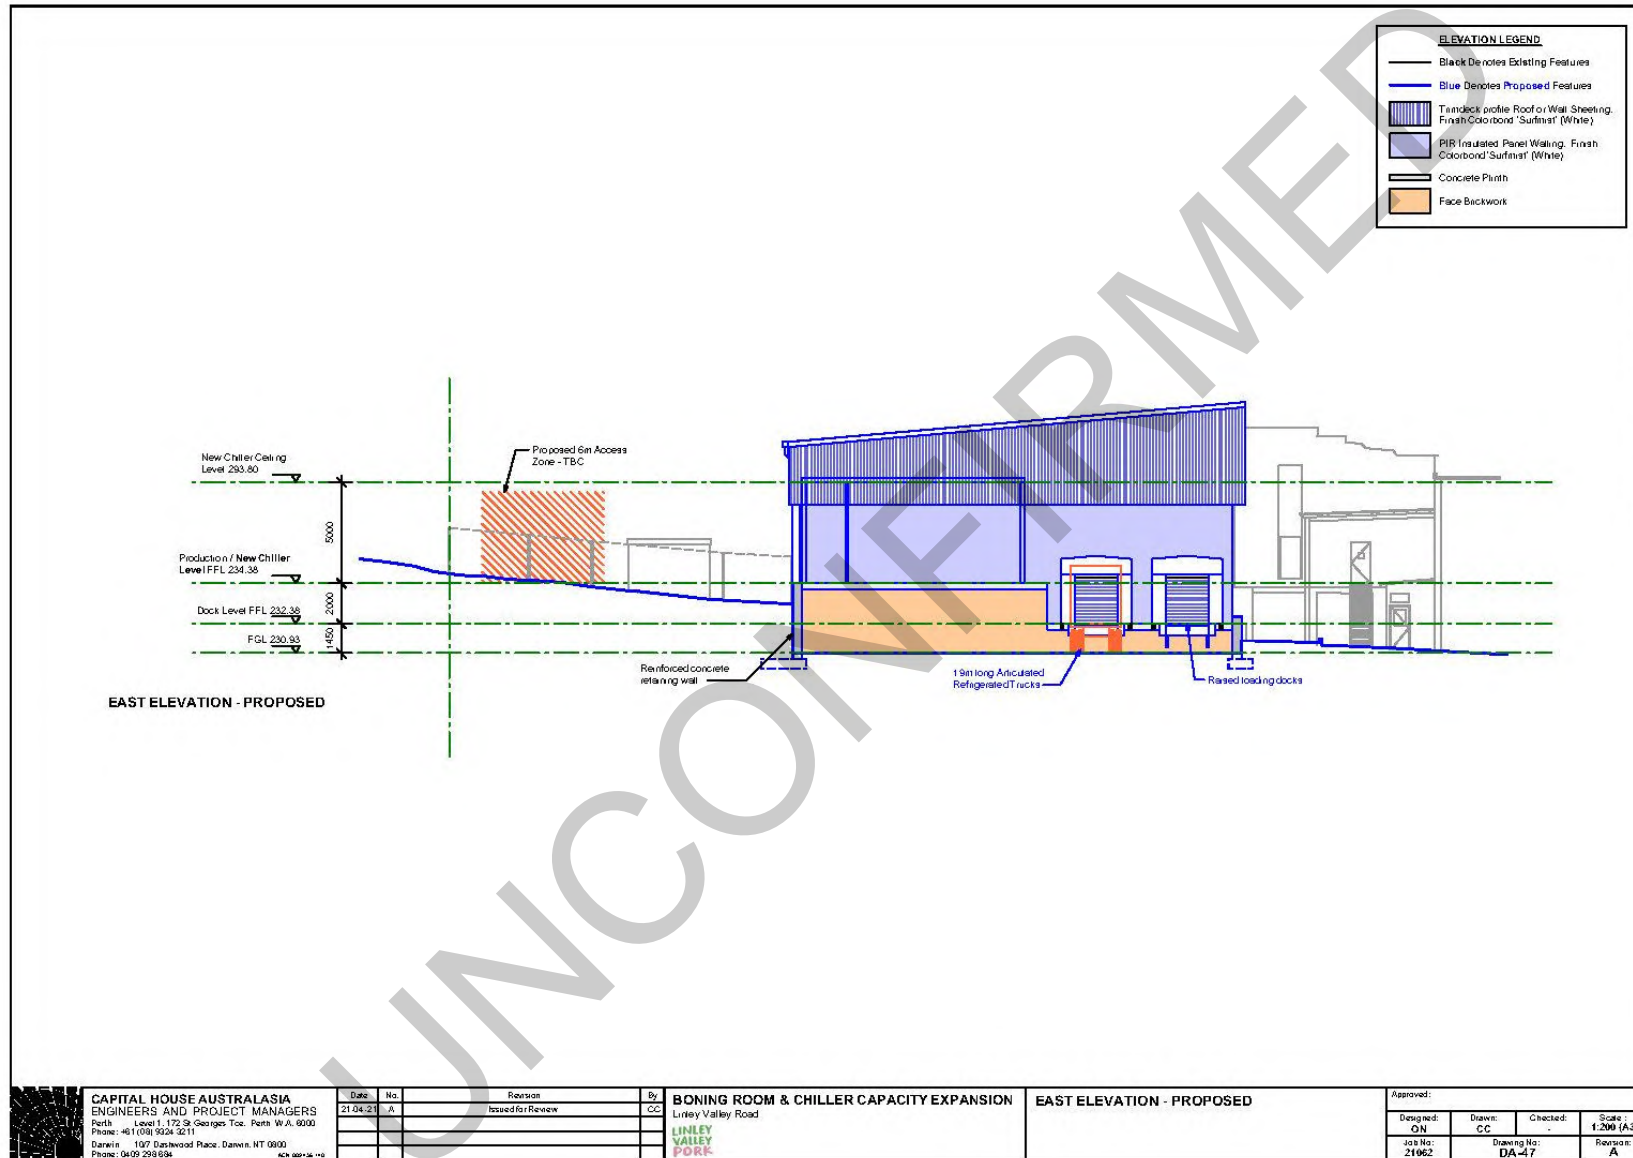 ELEVATION LEGEND
Black Denotes Existing Features
Blue Denotes Proposed Features
Trimdeck profile Roof or Wall Sheeting.
Finish Colorbond 'Surfmist' (White)
PIR Insulated Panel Walling. Finish
Colorbond 'Surfmist' (White)
Concrete Plinth
Face Brickwork
UNCONFIRMED
New Chiller Ceiling
Level 293.80
Proposed 6m Access
Zone - TBC
5000
Production / New Chiller
Level FFL 234.38
2000
Dock Level FFL 232.38
1450
FGL 230.93
Reinforced concrete
retaining wall
19m long Articulated
Refrigerated Trucks
Raised loading docks
EAST ELEVATION - PROPOSED
CAPITAL HOUSE AUSTRALASIA
ENGINEERS AND PROJECT MANAGERS
Perth Level 1, 172 St Georges Tce. Perth W.A. 6000
Phone: +61 (08) 9324 3211
Darwin 10/7 Dashwood Place. Darwin. NT 0800
Phone: 0409 298 684
Date No. Revision By
21-04-21 A Issued for Review CC
BONING ROOM & CHILLER CAPACITY EXPANSION
Linley Valley Road
LINLEY
VALLEY
PORK
EAST ELEVATION - PROPOSED
Approved:
Designed: Drawn: Checked: Scale :
ON CC - 1:200 (A3
Job No: Drawing No: Revision:
21062 DA-47 A